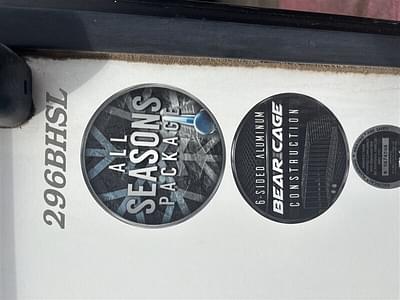 296BHSL
ALL
SEASONS
PACKAGE
6-SIDED ALUMINUM
BEAR CAGE
CONSTRUCTION